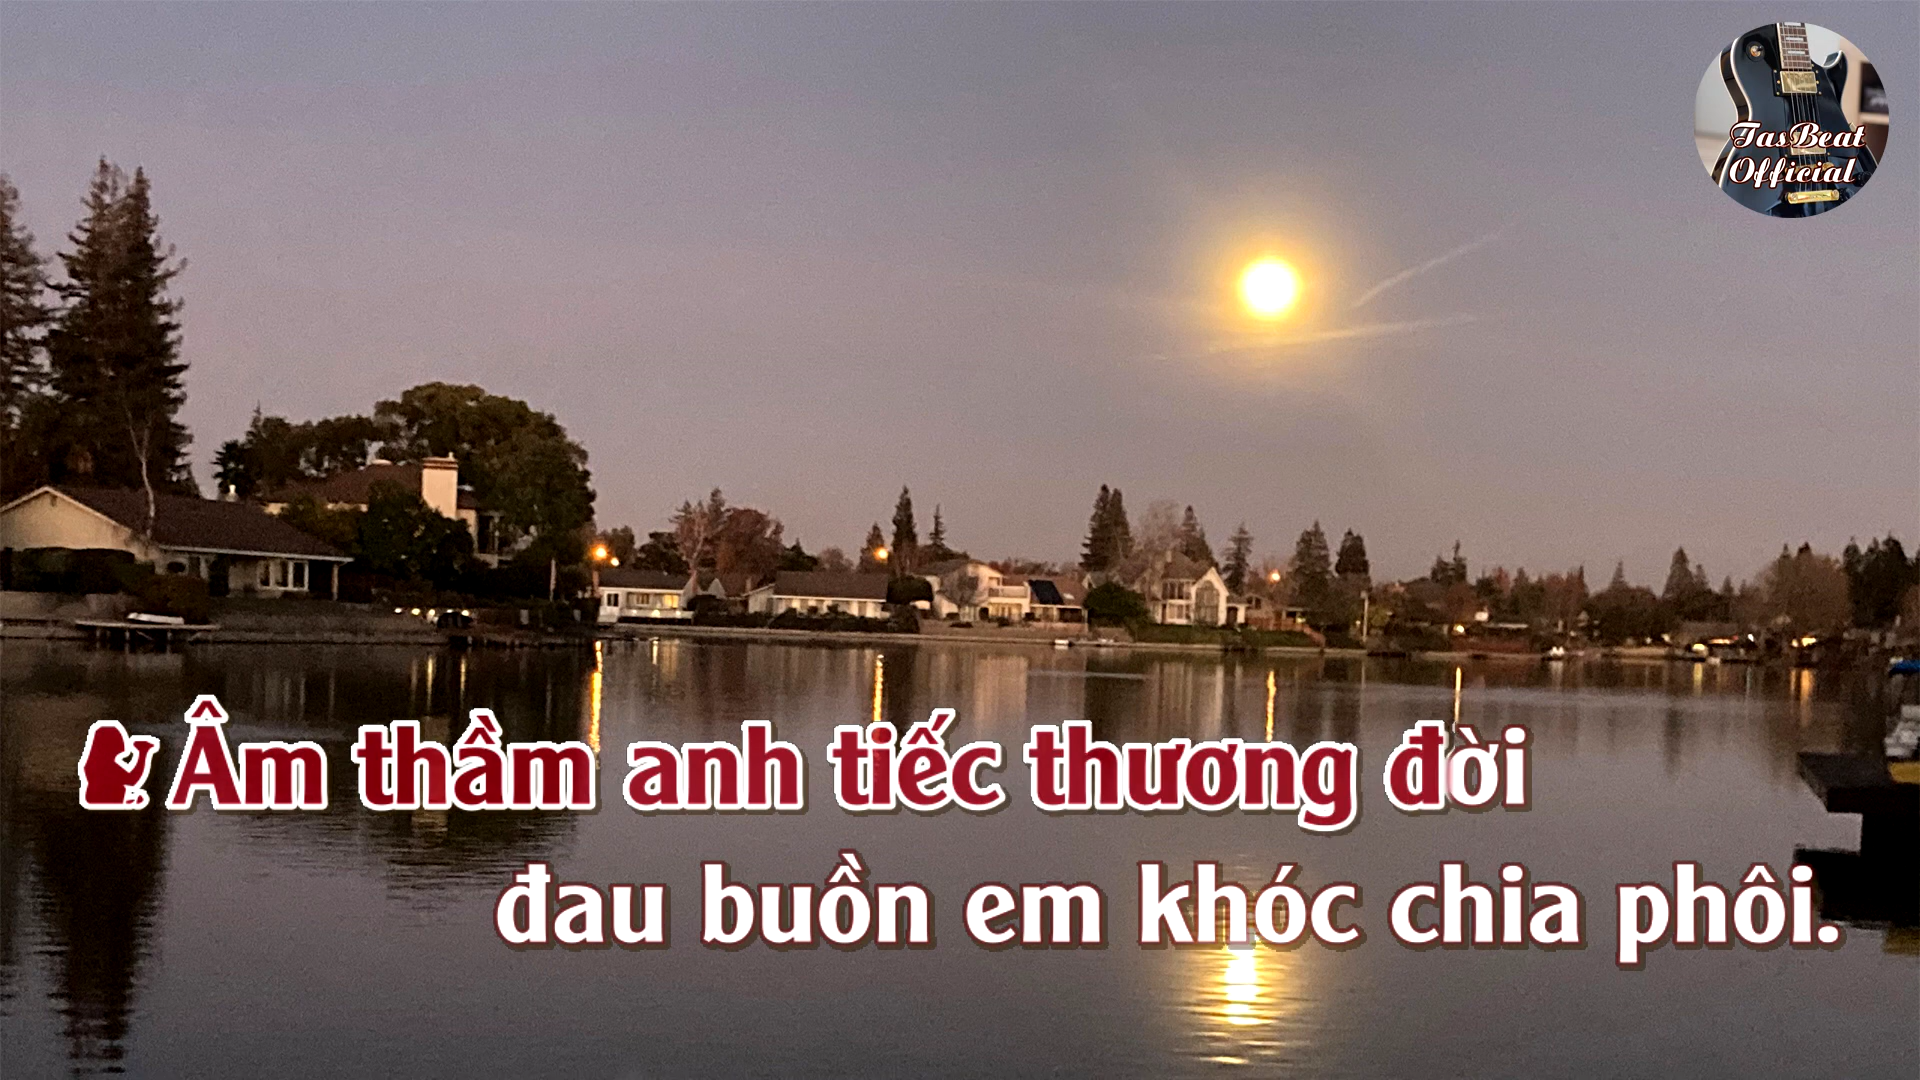 TasBeat
Official
Âm thầm anh tiếc thương đời
đau buồn em khóc chia phôi.